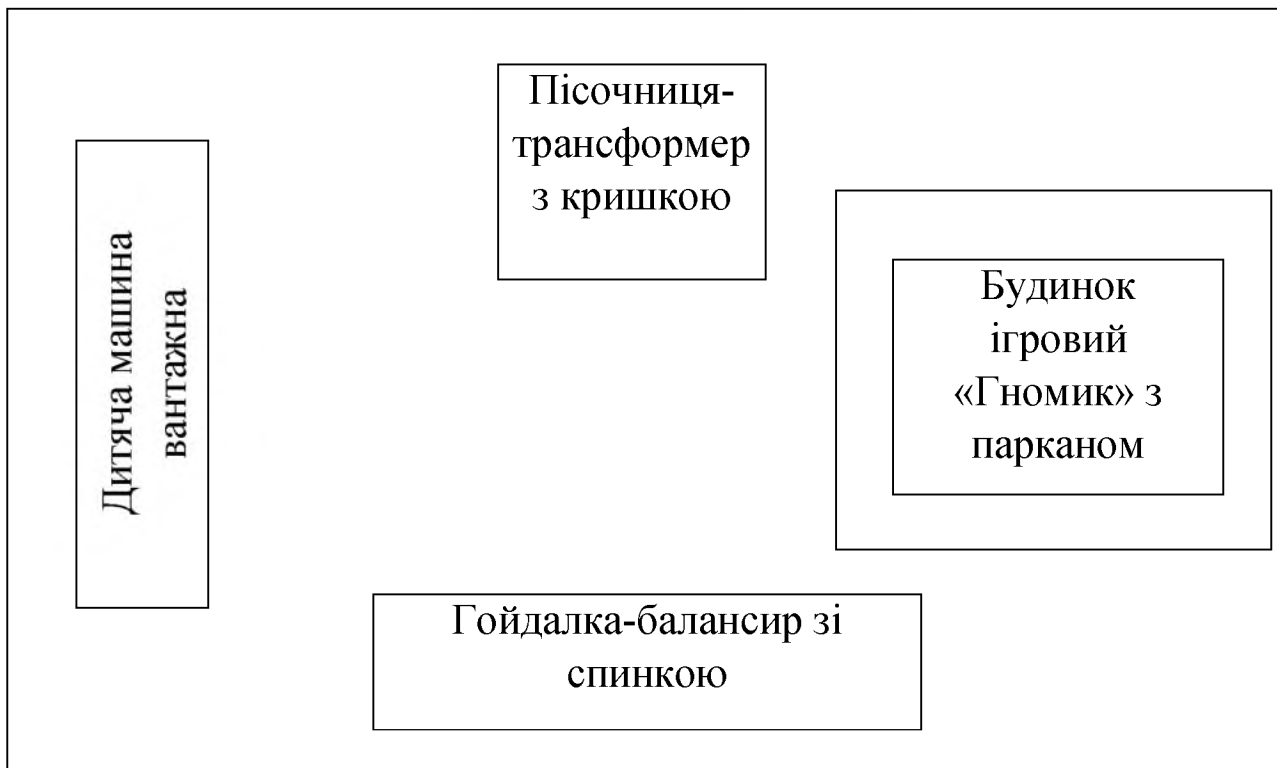 Пісочниця-
трансформер
з кришкою
Дитяча машина
вантажна
Будинок
ігровий
«Гномик» з
парканом
Гойдалка-балансир зі
спинкою